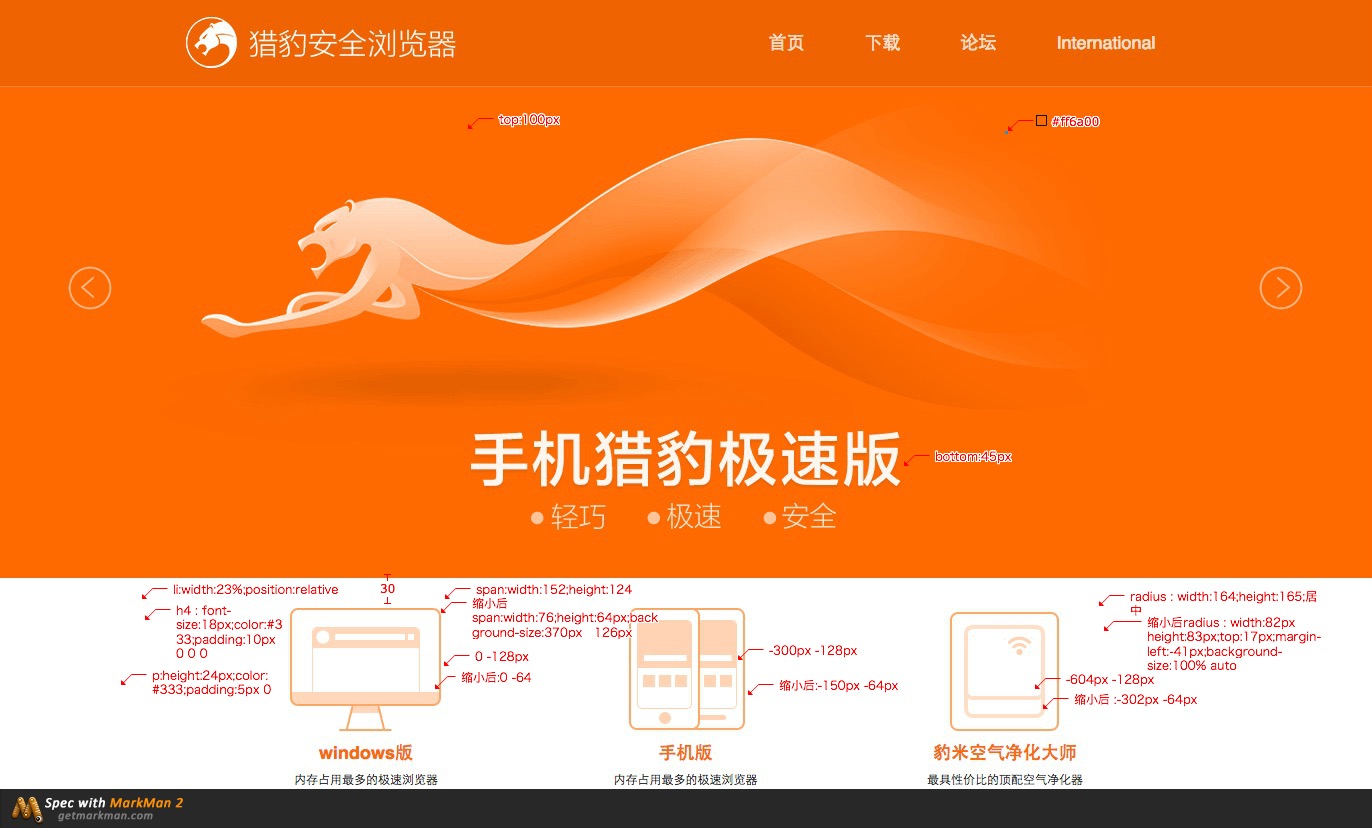 猎豹安全浏览器
首页 下载 论坛 International
top:100px
#ff6a00
手机猎豹极速版
bottom:45px
轻巧 极速 安全
li:width:23%;position:relative
h4 : font-
size:18px;color:#3
33;padding:10px
0 0 0
p:height:24px;color:
#333;padding:5px 0
30
span:width:152;height:124
缩小后
span:width:76;height:64px;back
ground-size:370px 126px
0 -128px
缩小后:0 -64
-300px -128px
缩小后:-150px -64px
radius : width:164;height:165;居
中
缩小后radius : width:82px
height:83px;top:17px;margin-
left:-41px;background-
size:100% auto
-604px -128px
缩小后 :-302px -64px
windows版
内存占用最多的极速浏览器
手机版
内存占用最多的极速浏览器
豹米空气净化大师
最具性价比的顶配空气净化器
Spec with MarkMan 2
getmarkman.com